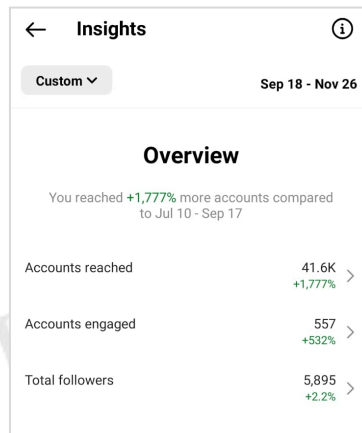 Insights
Custom
Sep 18 - Nov 26
Overview
You reached +1,777% more accounts compared
to Jul 10 - Sep 17
Accounts reached
41.6K
+1,777%
Accounts engaged
557
+532%
Total followers
5,895
+2.2%